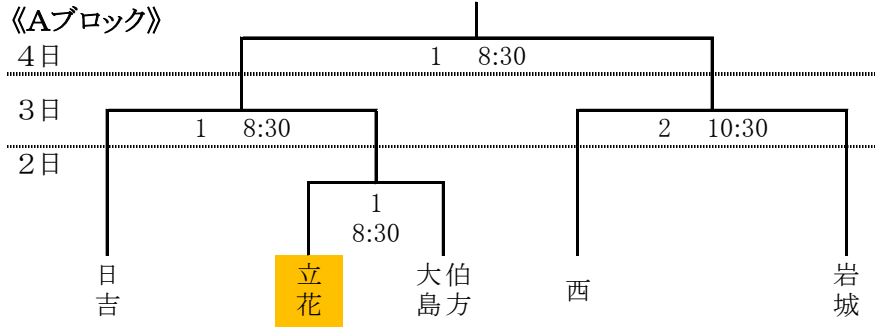 《Aブロック》
4日
1 8:30
3日
1 8:30
2 10:30
2日
1
8:30
日吉
立花
伯方
大島
西
岩城